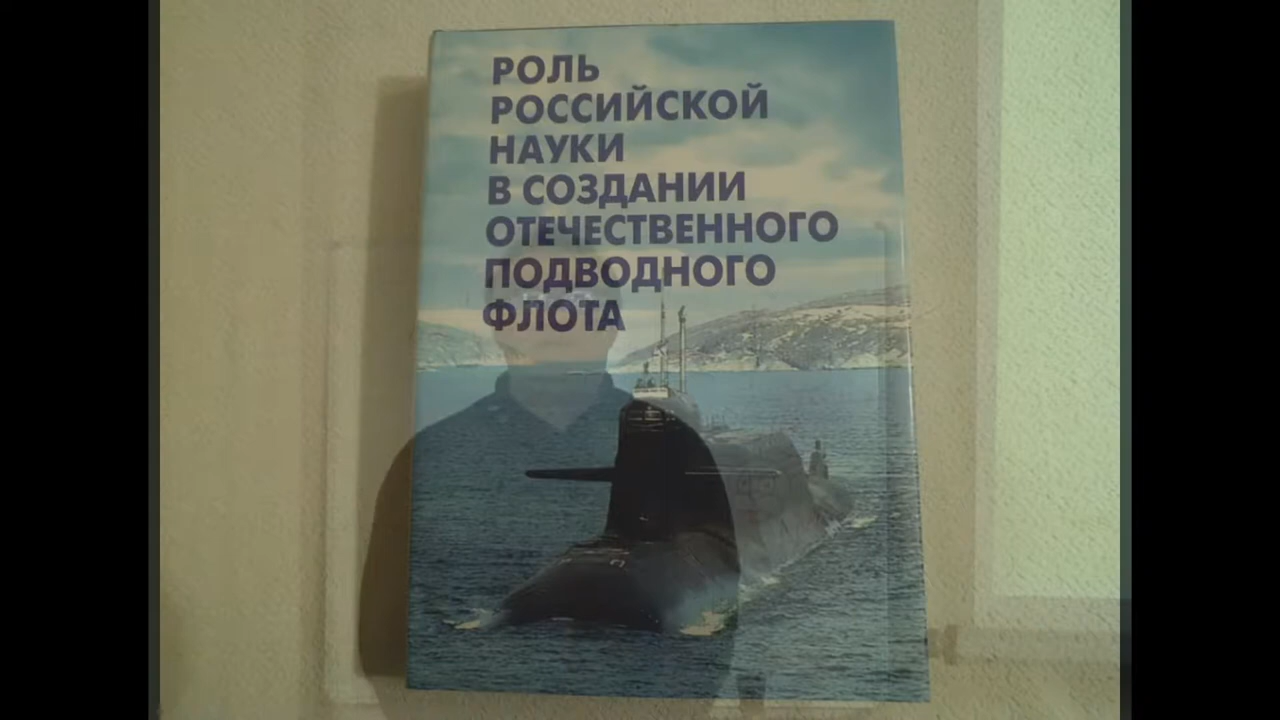 РОЛЬ
РОССИЙСКОЙ
НАУКИ
В СОЗДАНИИ
ОТЕЧЕСТВЕННОГО
ПОДВОДНОГО
ФЛОТА